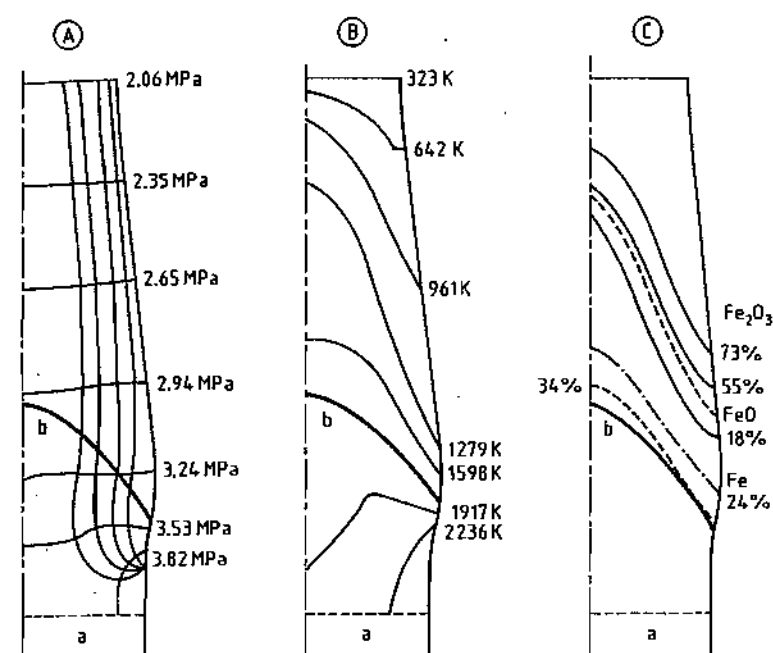 A
2.06 MPa
2.35 MPa
2.65 MPa
2.94 MPa
b
3,24 MPa
3.53 MPa
3.82 MPa
a
B
323 K
642 K
961 K
b
1279 K
1598 K
1917 K
2236 K
a
C
Fe₂O₃
73%
55%
FeO
18%
34%
b
Fe
24%
a